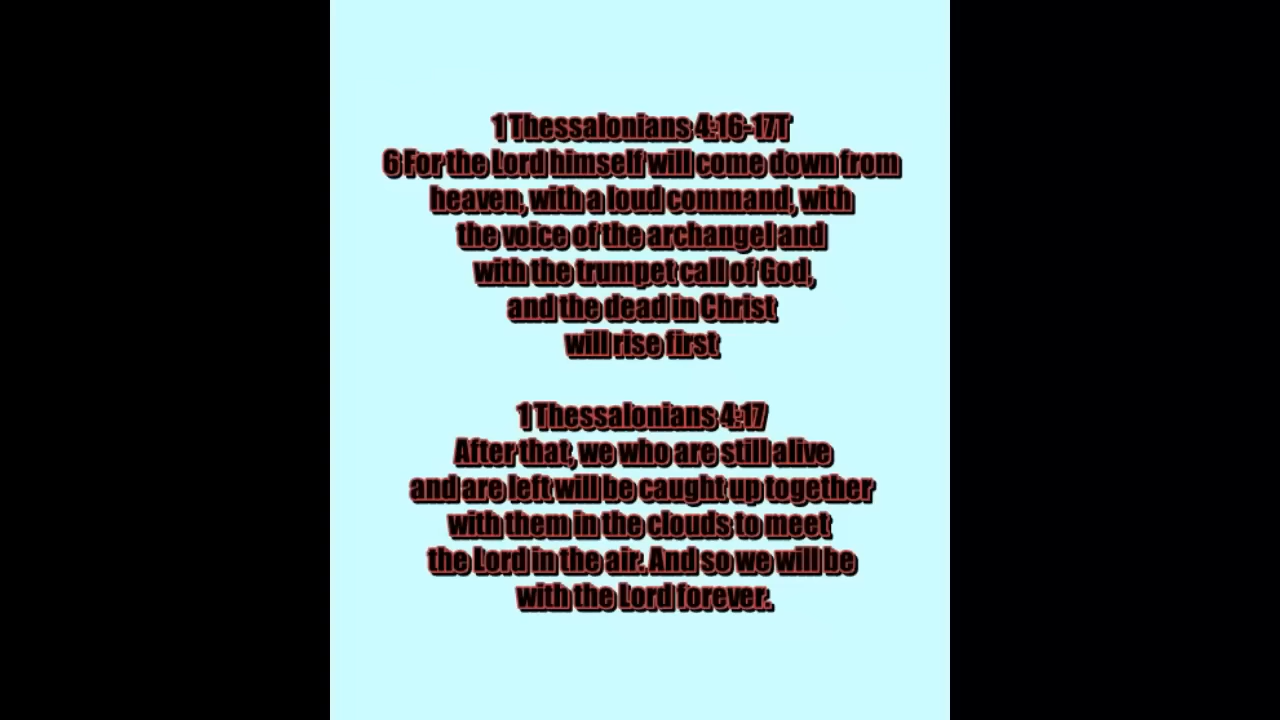 1 Thessalonians 4:16-17T
6 For the Lord himself will come down from
heaven, with a loud command, with
the voice of the archangel and
with the trumpet call of God,
and the dead in Christ
will rise first
1 Thessalonians 4:17
After that, we who are still alive
and are left will be caught up together
with them in the clouds to meet
the Lord in the air. And so we will be
with the Lord forever.